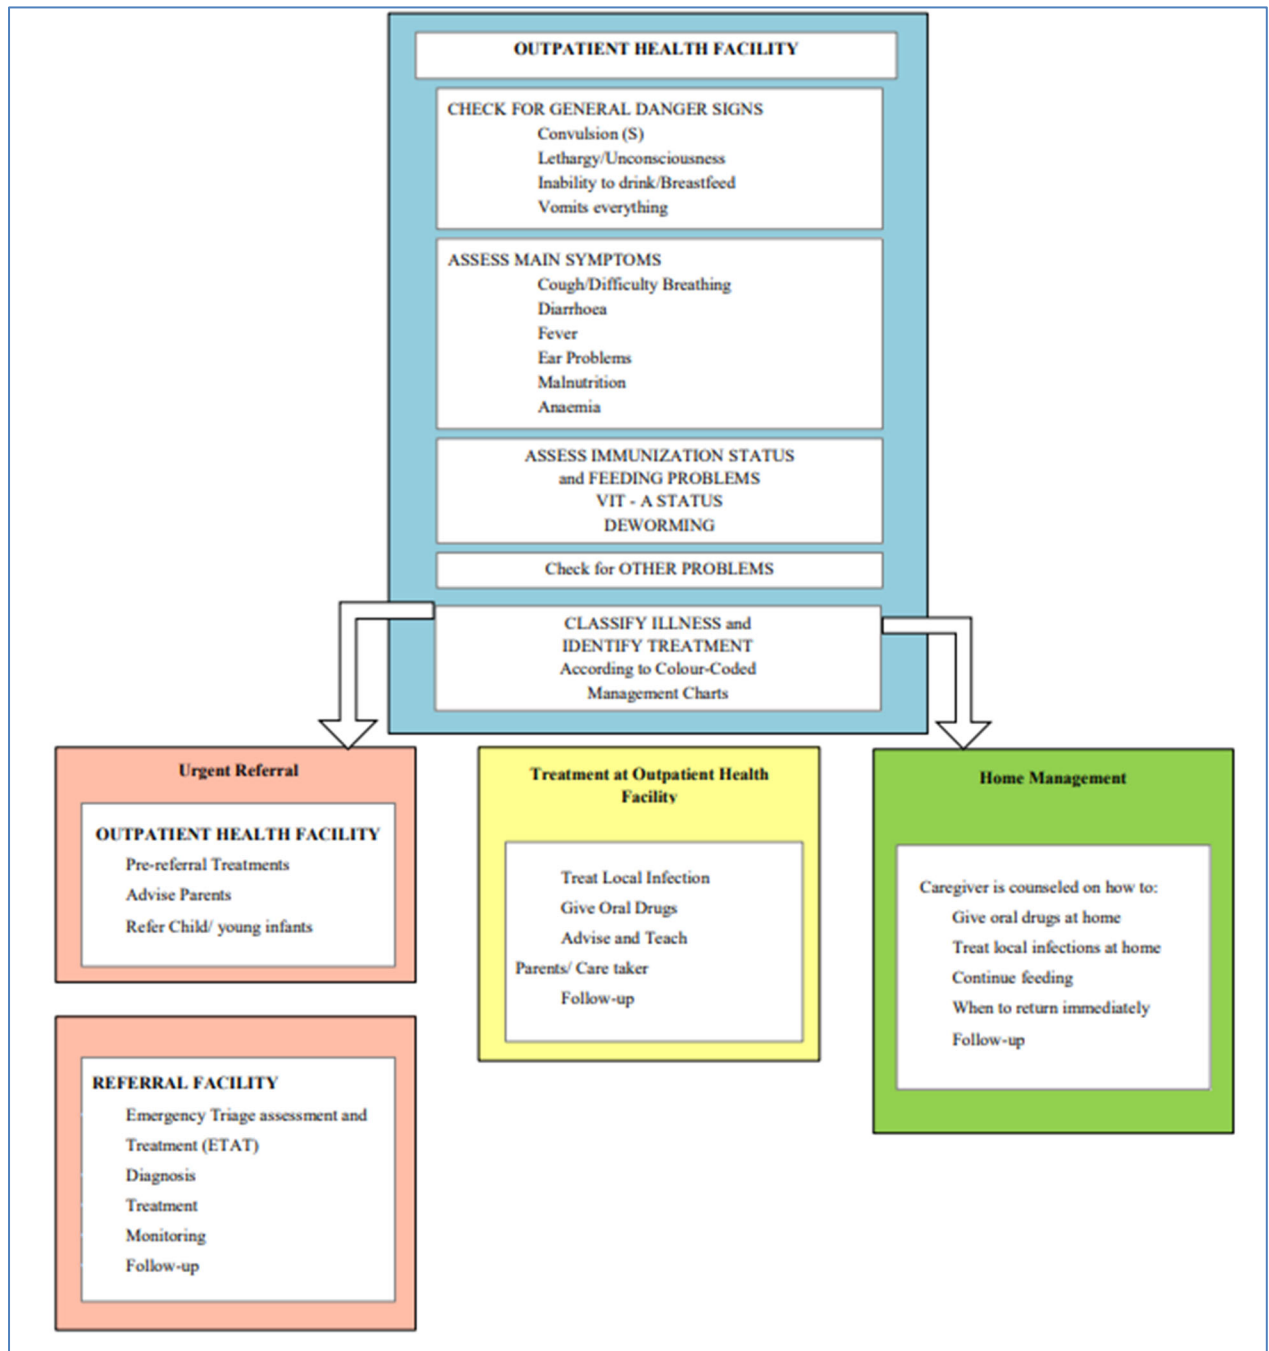 OUTPATIENT HEALTH FACILITY
CHECK FOR GENERAL DANGER SIGNS
Convulsion (S)
Lethargy/Unconsciousness
Inability to drink/Breastfeed
Vomits everything
ASSESS MAIN SYMPTOMS
Cough/Difficulty Breathing
Diarrhoea
Fever
Ear Problems
Malnutrition
Anaemia
ASSESS IMMUNIZATION STATUS
and FEEDING PROBLEMS
VIT - A STATUS
DEWORMING
Check for OTHER PROBLEMS
CLASSIFY ILLNESS and
IDENTIFY TREATMENT
According to Colour-Coded
Management Charts
Urgent Referral
OUTPATIENT HEALTH FACILITY
Pre-referral Treatments
Advise Parents
Refer Child/ young infants
REFERRAL FACILITY
Emergency Triage assessment and
Treatment (ETAT)
Diagnosis
Treatment
Monitoring
Follow-up
Treatment at Outpatient Health
Facility
Treat Local Infection
Give Oral Drugs
Advise and Teach
Parents/ Care taker
Follow-up
Home Management
Caregiver is counseled on how to:
Give oral drugs at home
Treat local infections at home
Continue feeding
When to return immediately
Follow-up